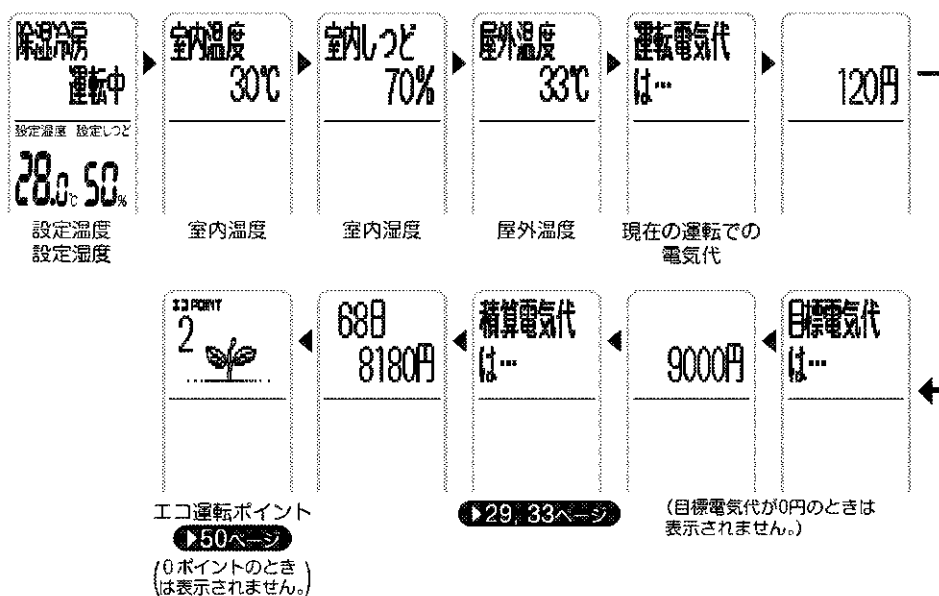 除湿冷房
運転中
設定温度 設定しつど
28.0℃ 50%
設定温度
設定湿度
室内温度
30℃
室内温度
室内しつど
70%
室内湿度
屋外温度
33℃
屋外温度
運転電気代
は…
現在の運転での
電気代
120円
目標電気代
は…
9000円
(目標電気代が0円のときは
表示されません。)
積算電気代
は…
29, 33ページ
68日
8180円
エコPOINT
2
エコ運転ポイント
50ページ
(0ポイントのとき
は表示されません。)